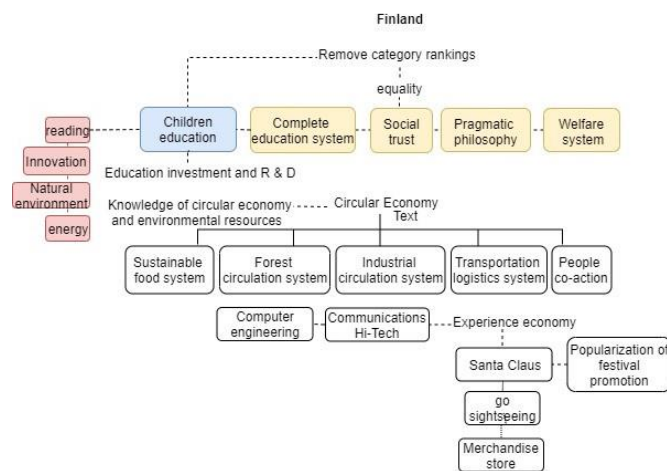 Finland
Remove category rankings
equality
reading
Children
education
Complete
education system
Social
trust
Pragmatic
philosophy
Welfare
system
Innovation
Natural
environment
energy
Education investment and R & D
Knowledge of circular economy
and environmental resources
Circular Economy
Text
Sustainable
food system
Forest
circulation system
Industrial
circulation system
Transportation
logistics system
People
co-action
Computer
engineering
Communications
Hi-Tech
Experience economy
Santa Claus
Popularization of
festival
promotion
go
sightseeing
Merchandise
store